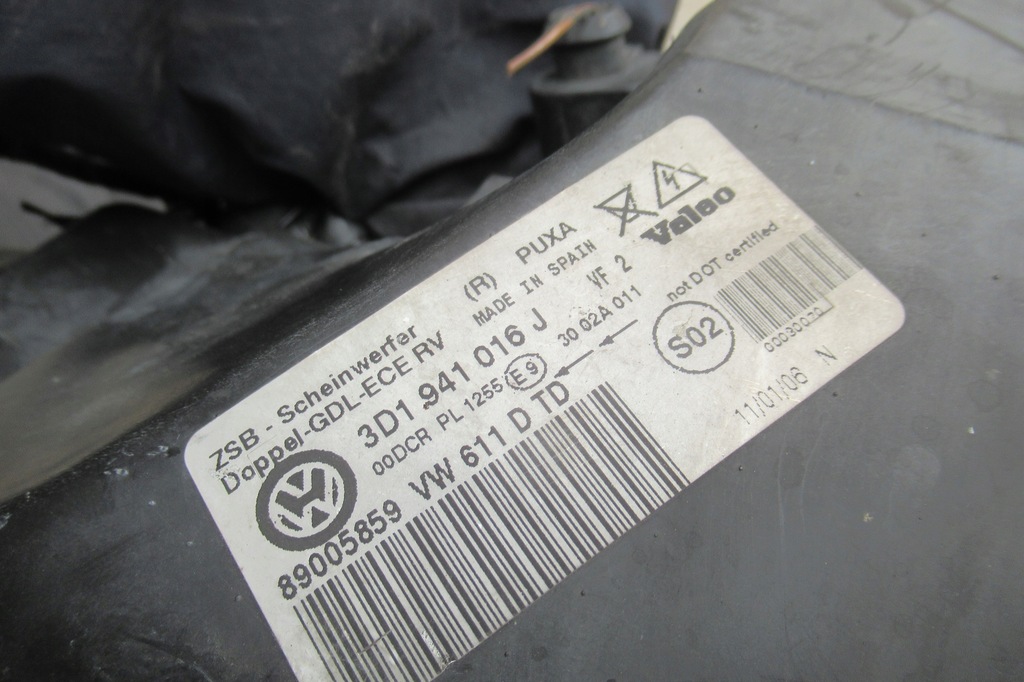 ZSB - Scheinwerfer (R) PUXA
Doppel-GDL-ECE RV MADE IN SPAIN
Valeo
3D1 941 016 J VF 2
00DCR PL 1255 E9 30 02A 011
not DOT certified
89005859 VW 611 D TD
S02
11/01/06 N